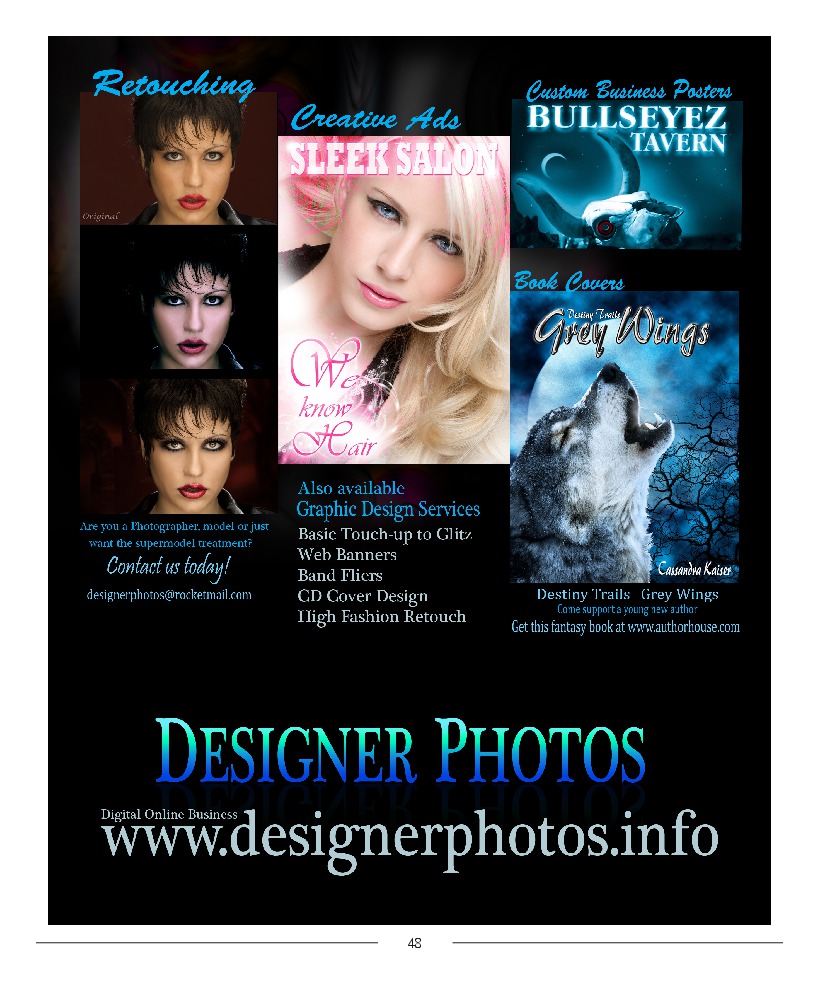 Retouching
Original
Are you a Photographer, model or just
want the supermodel treatment?
Contact us today!
designerphotos@rocketmail.com
Creative Ads
SLEEK SALON
We
know
Hair
Also available
Graphic Design Services
Basic Touch-up to Glitz
Web Banners
Band Fliers
CD Cover Design
High Fashion Retouch
Custom Business Posters
BULLSEYEZ
TAVERN
Book Covers
Destiny Trails
Grey Wings
Cassandra Kaiser
Destiny Trails Grey Wings
Come support a young new author
Get this fantasy book at www.authorhouse.com
DESIGNER PHOTOS
Digital Online Business
www.designerphotos.info
48